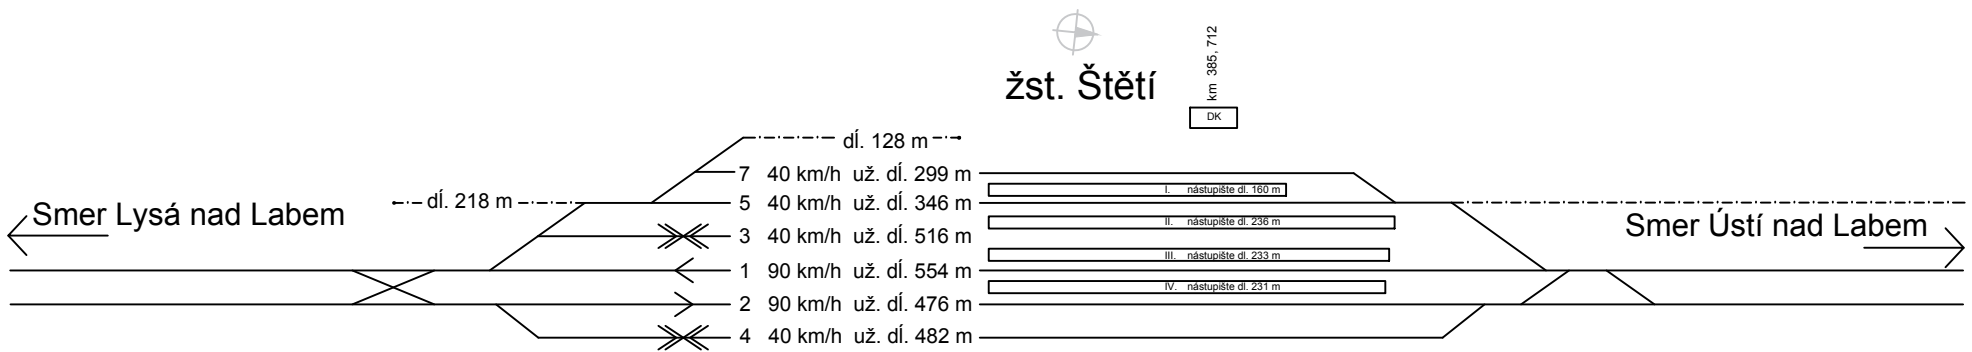 km 385, 712
žst. Štětí
DK
dĺ. 128 m
7 40 km/h už. dĺ. 299 m
I. nástupište dl. 160 m
dĺ. 218 m
5 40 km/h už. dĺ. 346 m
Smer Lysá nad Labem
II. nástupište dl. 236 m
Smer Ústí nad Labem
3 40 km/h už. dĺ. 516 m
III. nástupište dl. 233 m
1 90 km/h už. dĺ. 554 m
IV. nástupište dl. 231 m
2 90 km/h už. dĺ. 476 m
4 40 km/h už. dĺ. 482 m